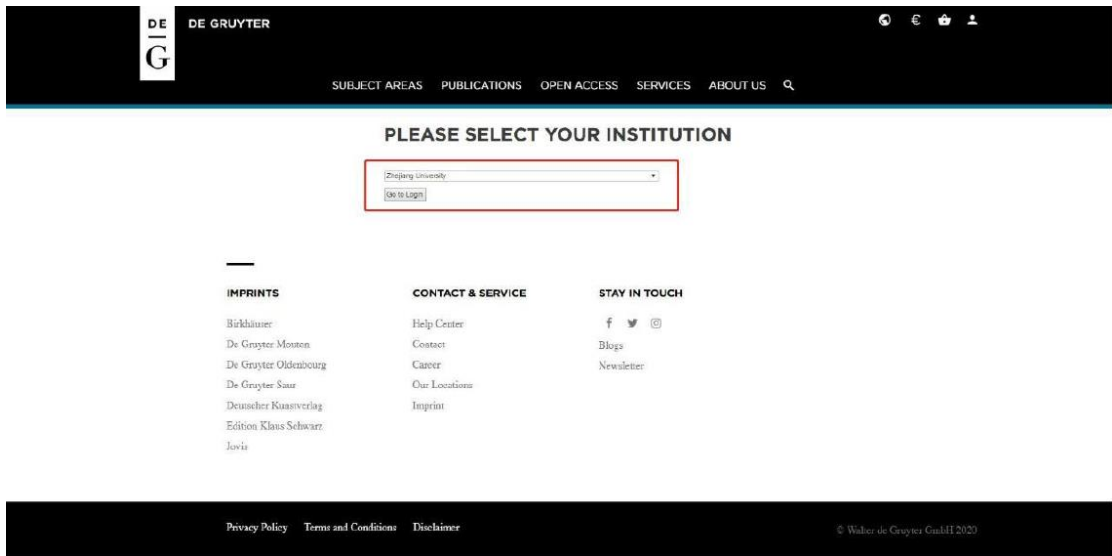 DE
G
DE GRUYTER
€
SUBJECT AREAS PUBLICATIONS OPEN ACCESS SERVICES ABOUT US
PLEASE SELECT YOUR INSTITUTION
Zhejiang University
Go to Login
IMPRINTS
Birkhäuser
De Gruyter Mouton
De Gruyter Oldenbourg
De Gruyter Saur
Deutscher Kunstverlag
Edition Klaus Schwarz
Jovis
CONTACT & SERVICE
Help Center
Contact
Career
Our Locations
Imprint
STAY IN TOUCH
Blogs
Newsletter
Privacy Policy Terms and Conditions Disclaimer
© Walter de Gruyter GmbH 2020